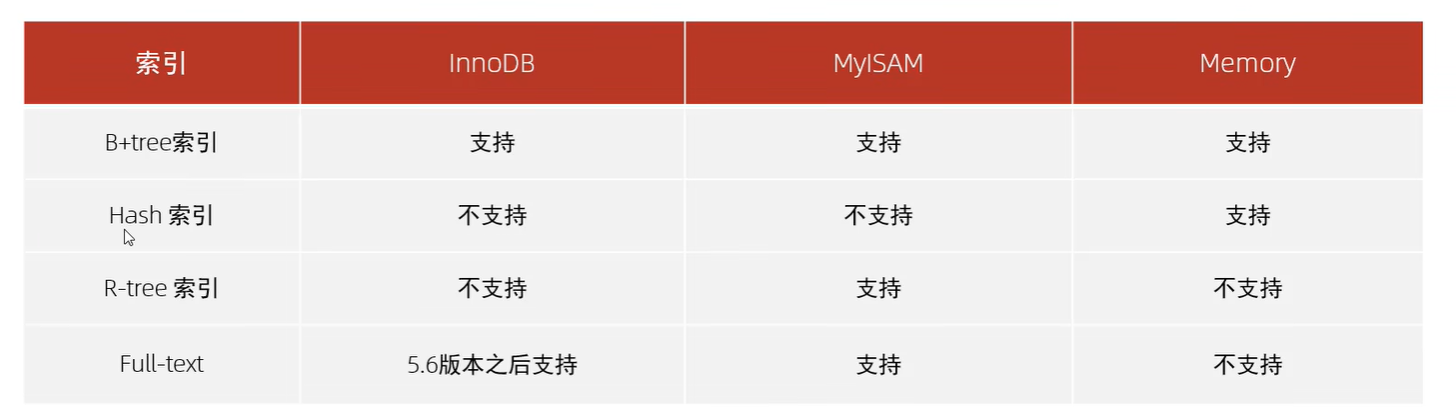 索引 InnoDB MyISAM Memory
B+tree索引 支持 支持 支持
Hash 索引 不支持 不支持 支持
R-tree 索引 不支持 支持 不支持
Full-text 5.6版本之后支持 支持 不支持